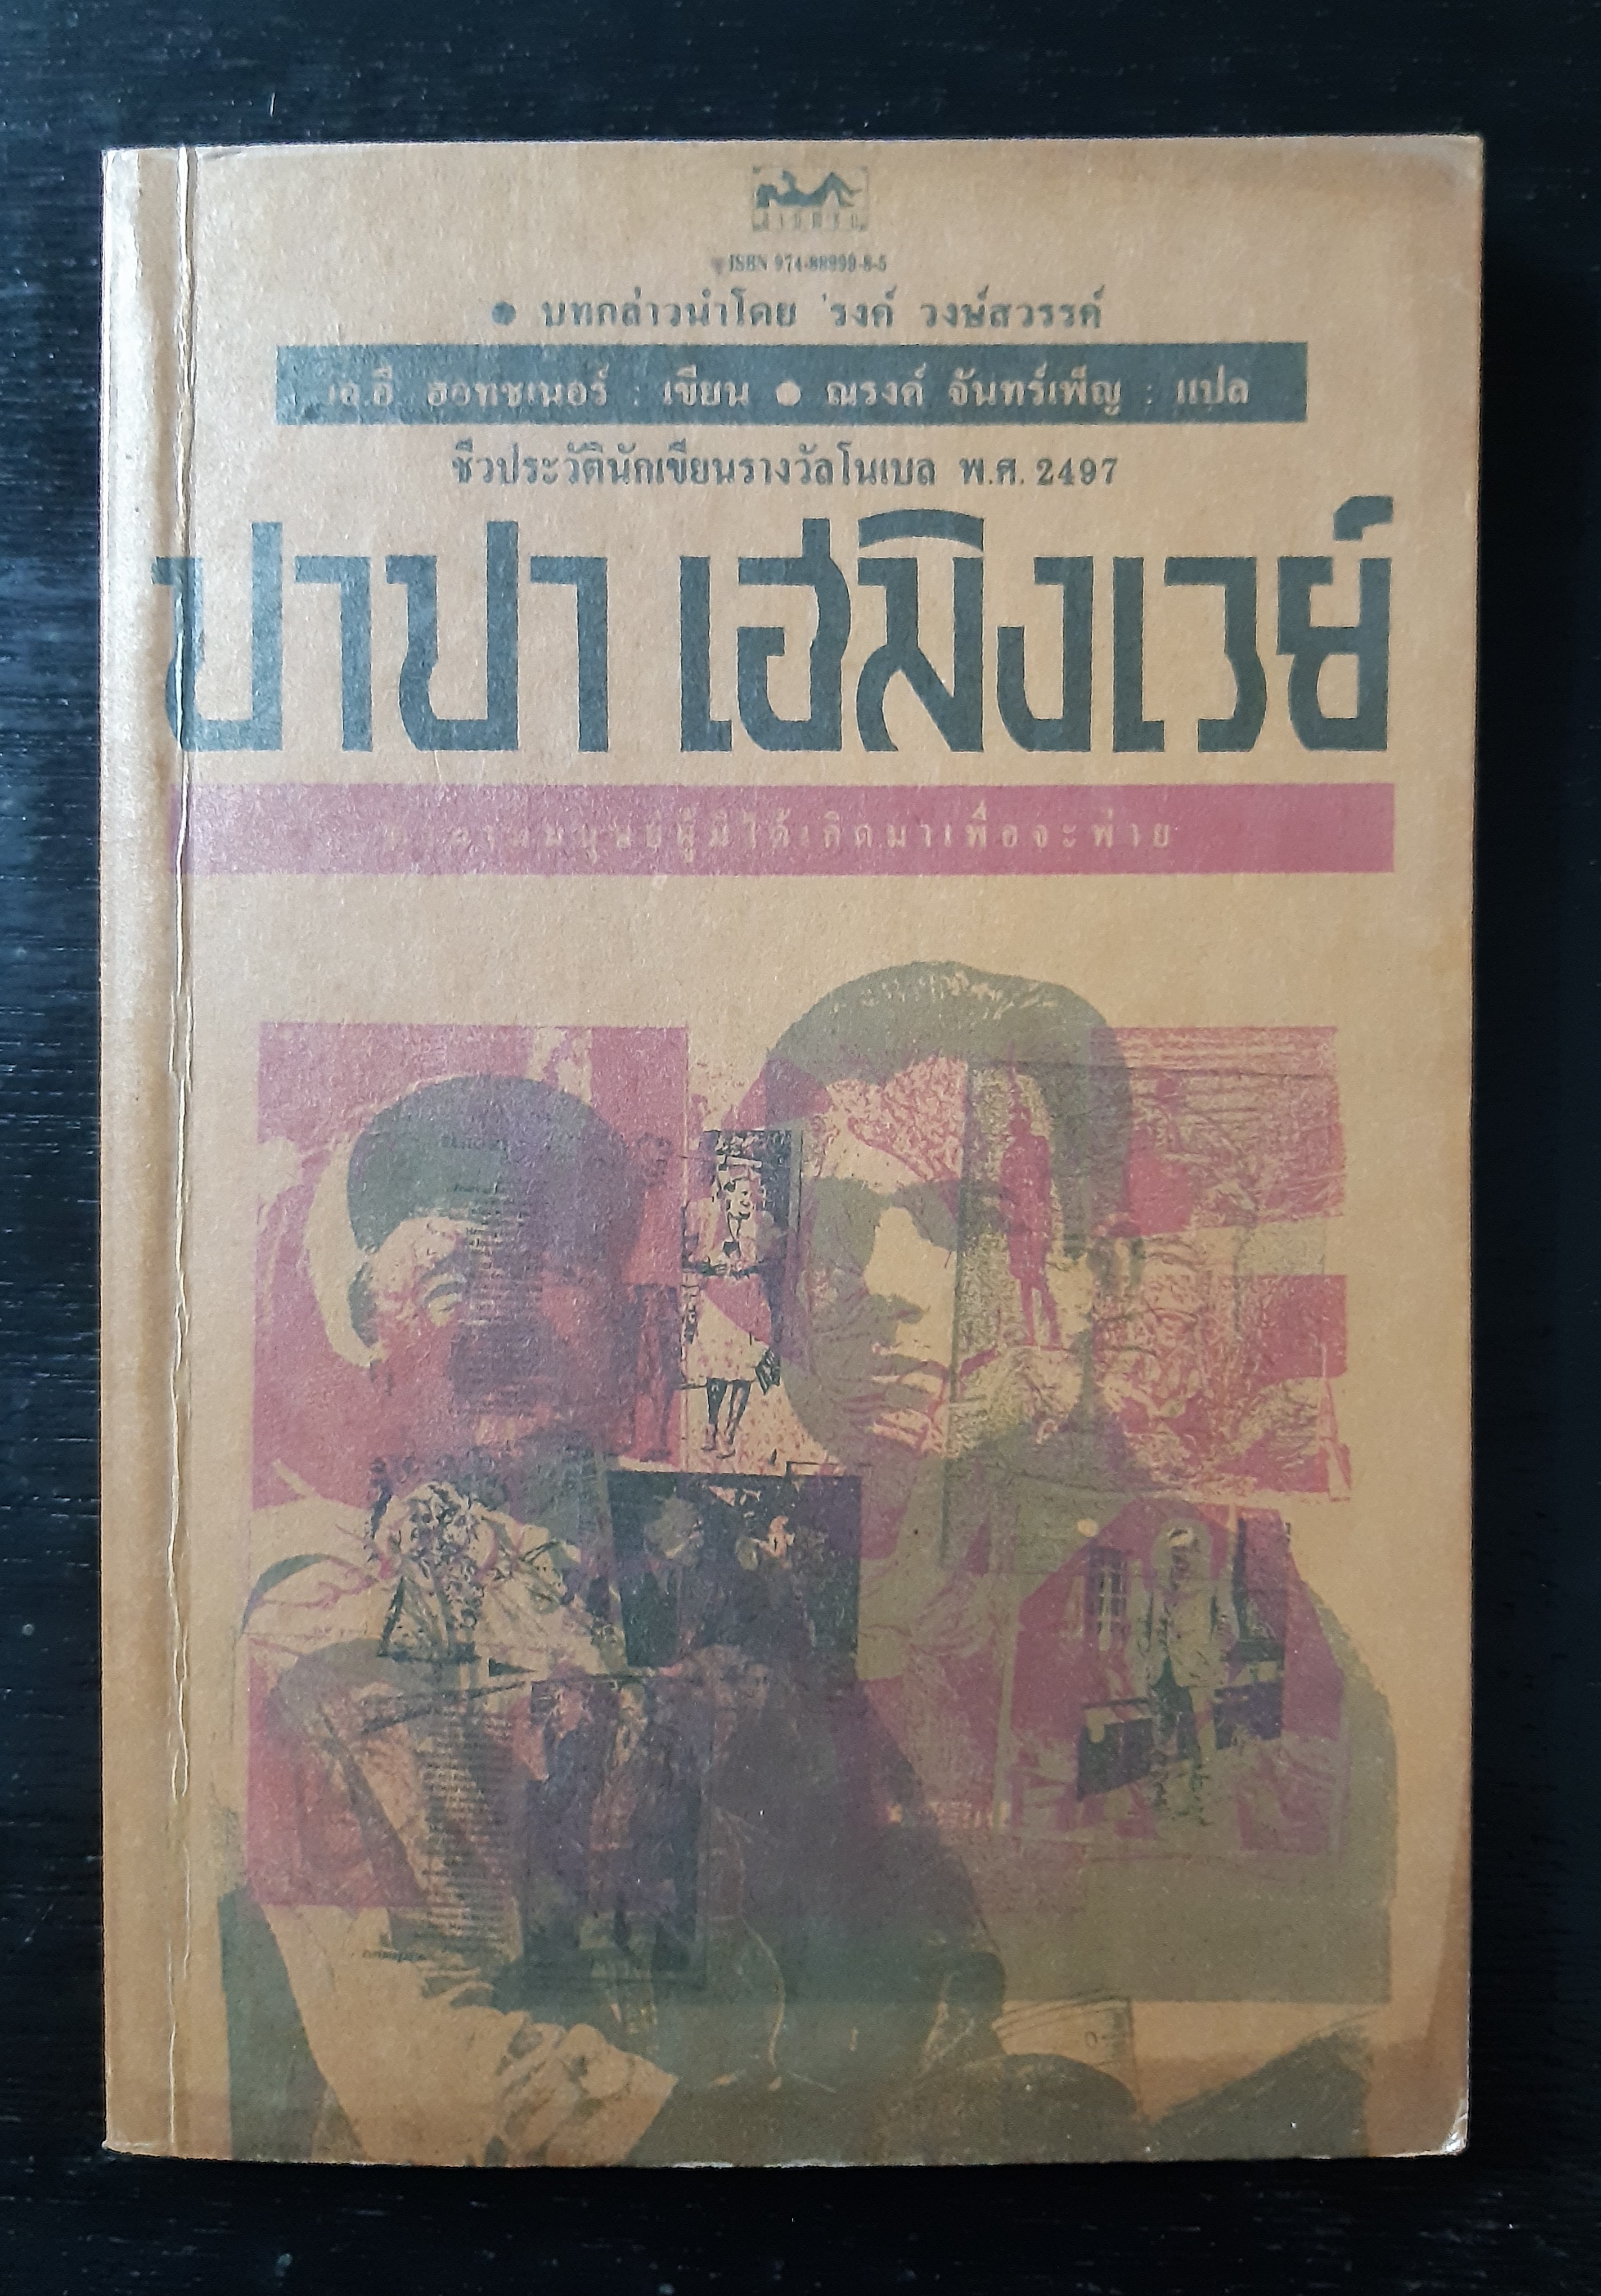 ISBN 974-88999-8-5
บทกล่าวนำโดย 'รงค์ วงษ์สวรรค์
เอ.อี ฮอทชเนอร์ : เขียน ● ณรงค์ จันทร์เพ็ญ : แปล
ชีวประวัตินักเขียนรางวัลโนเบล พ.ศ. 2497
ปาปา เฮมิงเวย์
มนุษย์ผู้มิได้เกิดมาเพื่อจะพ่าย